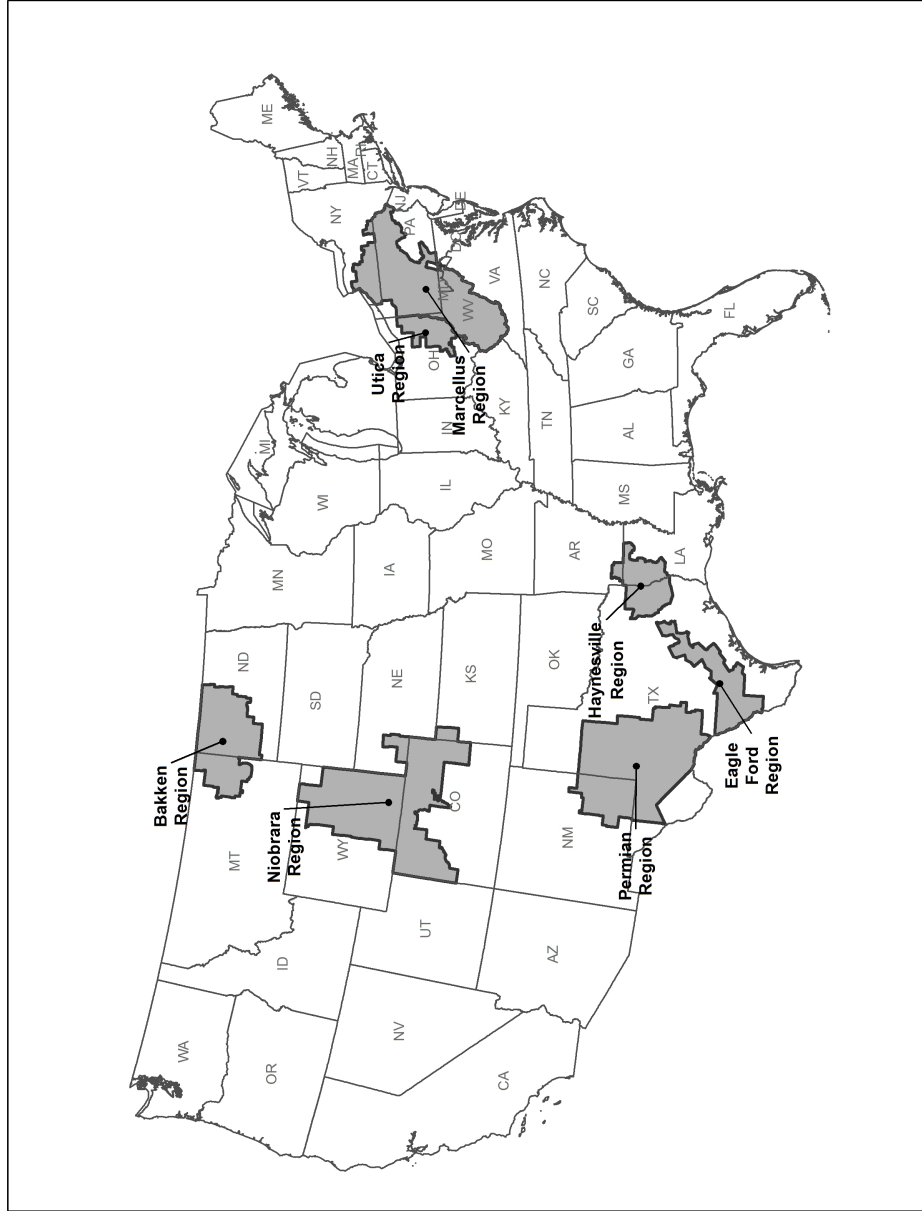 WA
OR
CA
NV
ID
MT
WY
UT
AZ
CO
NM
ND
SD
NE
KS
OK
TX
MN
IA
MO
AR
LA
WI
IL
MI
IN
OH
KY
TN
MS
AL
GA
FL
SC
NC
VA
WV
MD
DC
DE
PA
NJ
NY
CT
RI
MA
VT
NH
ME
Bakken
Region
Niobrara
Region
Permian
Region
Eagle
Ford
Region
Haynesville
Region
Utica
Region
Marcellus
Region